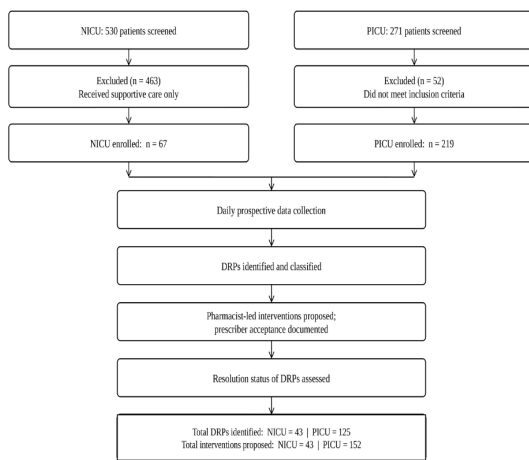 NICU: 530 patients screened
PICU: 271 patients screened
Excluded (n = 463)
Received supportive care only
Excluded (n = 52)
Did not meet inclusion criteria
NICU enrolled: n = 67
PICU enrolled: n = 219
Daily prospective data collection
DRPs identified and classified
Pharmacist-led interventions proposed;
prescriber acceptance documented
Resolution status of DRPs assessed
Total DRPs identified: NICU = 43 | PICU = 125
Total interventions proposed: NICU = 43 | PICU = 152